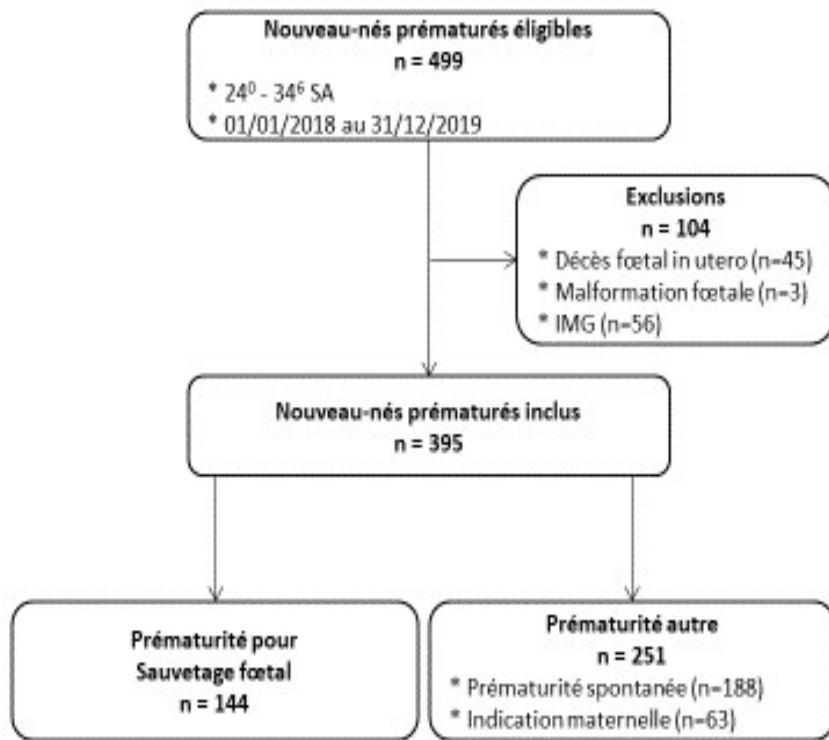 Nouveau-nés prématurés éligibles
n = 499
* 24⁰ - 34⁶ SA
* 01/01/2018 au 31/12/2019
Exclusions
n = 104
* Décès fœtal in utero (n=45)
* Malformation fœtale (n=3)
* IMG (n=56)
Nouveau-nés prématurés inclus
n = 395
Prématurité pour
Sauvetage fœtal
n = 144
Prématurité autre
n = 251
* Prématurité spontanée (n=188)
* Indication maternelle (n=63)